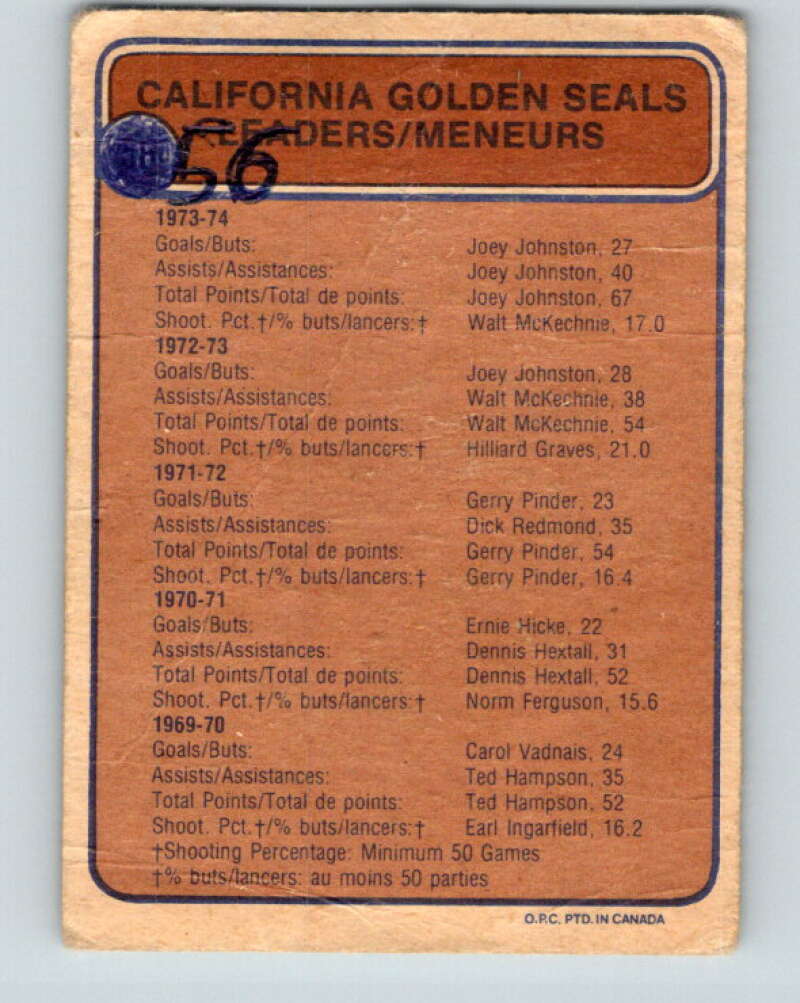 CALIFORNIA GOLDEN SEALS
LEADERS/MENEURS
56
1973-74
Goals/Buts: Joey Johnston, 27
Assists/Assistances: Joey Johnston, 40
Total Points/Total de points: Joey Johnston, 67
Shoot. Pct.†/% buts/lancers:† Walt McKechnie, 17.0
1972-73
Goals/Buts: Joey Johnston, 28
Assists/Assistances: Walt McKechnie, 38
Total Points/Total de points: Walt McKechnie, 54
Shoot. Pct.†/% buts/lancers:† Hilliard Graves, 21.0
1971-72
Goals/Buts: Gerry Pinder, 23
Assists/Assistances: Dick Redmond, 35
Total Points/Total de points: Gerry Pinder, 54
Shoot. Pct.†/% buts/lancers:† Gerry Pinder, 16.4
1970-71
Goals/Buts: Ernie Hicke, 22
Assists/Assistances: Dennis Hextall, 31
Total Points/Total de points: Dennis Hextall, 52
Shoot. Pct.†/% buts/lancers:† Norm Ferguson, 15.6
1969-70
Goals/Buts: Carol Vadnais, 24
Assists/Assistances: Ted Hampson, 35
Total Points/Total de points: Ted Hampson, 52
Shoot. Pct.†/% buts/lancers:† Earl Ingarfield, 16.2
†Shooting Percentage: Minimum 50 Games
†% buts/lancers: au moins 50 parties
O.P.C. PTD. IN CANADA